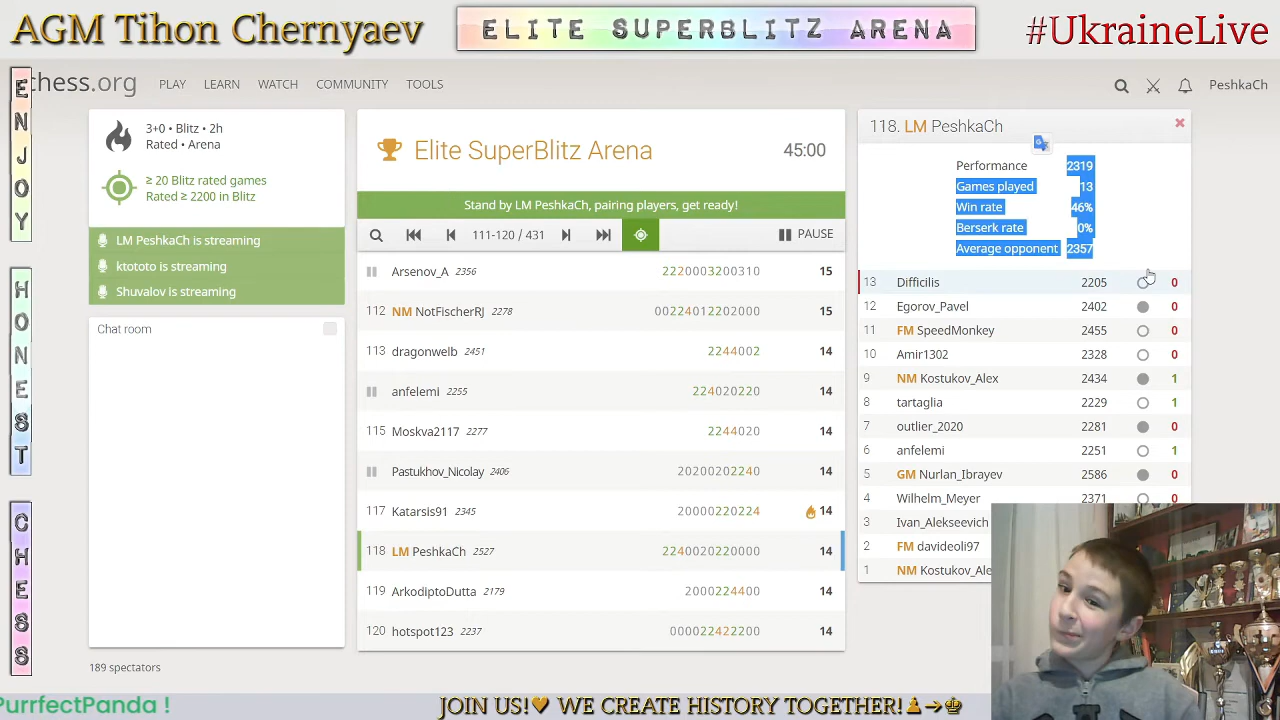 AGM Tihon Chernyaev
ELITE SUPERBLITZ ARENA
#UkraineLive
ENJOY
HONEST
CHESS
chess.org
PLAY
LEARN
WATCH
COMMUNITY
TOOLS
PeshkaCh
3+0 • Blitz • 2h
Rated • Arena
≥ 20 Blitz rated games
Rated ≥ 2200 in Blitz
LM PeshkaCh is streaming
ktototo is streaming
Shuvalov is streaming
Chat room
189 spectators
Elite SuperBlitz Arena
45:00
Stand by LM PeshkaCh, pairing players, get ready!
111-120 / 431
PAUSE
Arsenov_A 2356 222000320031​0 15
112 NM NotFischerRJ 2278 0022401220​2000 15
113 dragonwelb 2451 2244002 14
anfelemi 2255 224020220 14
115 Moskva2117 2277 2244020 14
Pastukhov_Nicolay 2406 20200202240 14
117 Katarsis91 2345 20000220224 14
118 LM PeshkaCh 2527 2240020220000 14
119 ArkodiptoDutta 2179 2000224400 14
120 hotspot123 2237 000022422200 14
118. LM PeshkaCh
Performance 2319
Games played 13
Win rate 46%
Berserk rate 0%
Average opponent 2357
13 Difficilis 2205 0
12 Egorov_Pavel 2402 0
11 FM SpeedMonkey 2455 0
10 Amir1302 2328 0
9 NM Kostukov_Alex 2434 1
8 tartaglia 2229 1
7 outlier_2020 2281 0
6 anfelemi 2251 1
5 GM Nurlan_Ibrayev 2586 0
4 Wilhelm_Meyer 2371 0
3 Ivan_Alekseevich
2 FM davideoli97
1 NM Kostukov_Ale
PurrfectPanda !
JOIN US! WE CREATE HISTORY TOGETHER!